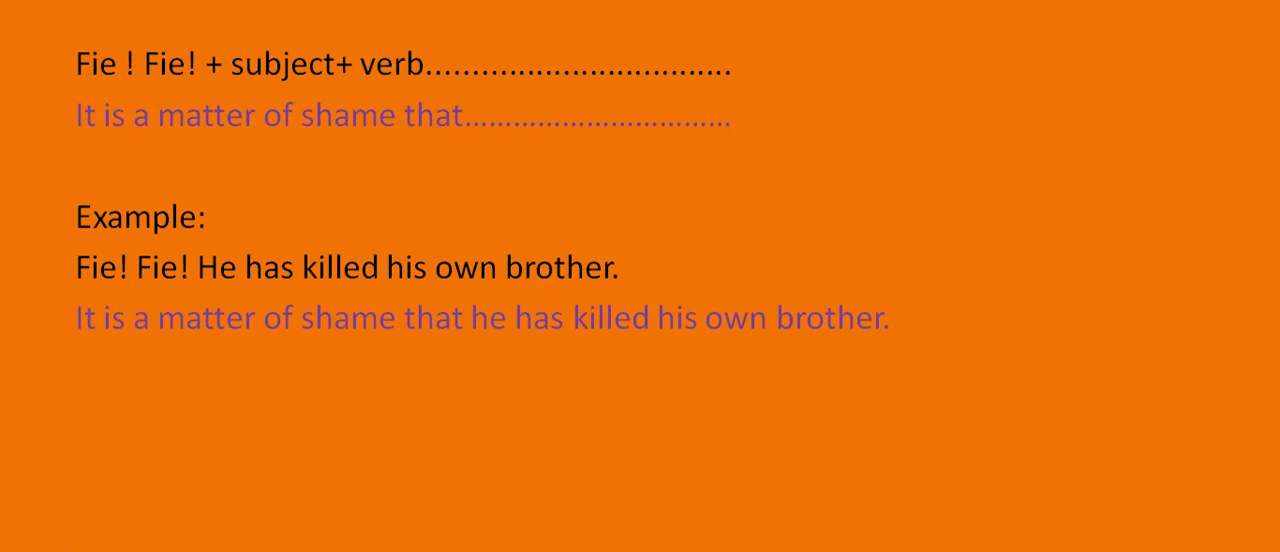 Fie ! Fie! + subject+ verb..................................
It is a matter of shame that…………………………….
Example:
Fie! Fie! He has killed his own brother.
It is a matter of shame that he has killed his own brother.